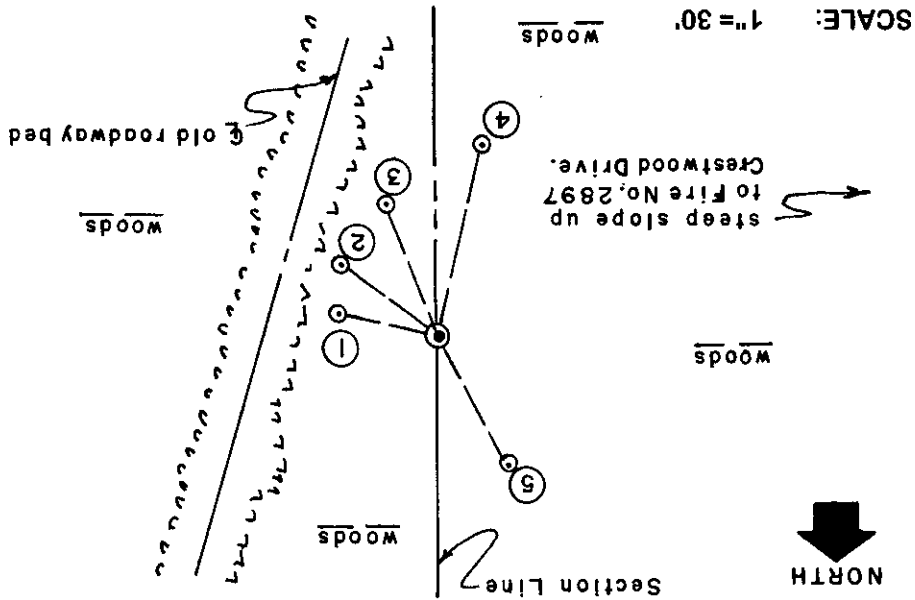 NORTH
Section Line
woods
5
woods
1
2
steep slope up
to Fire No. 2897
Crestwood Drive.
woods
3
4
℄ old roadway bed
woods
SCALE: 1"= 30'